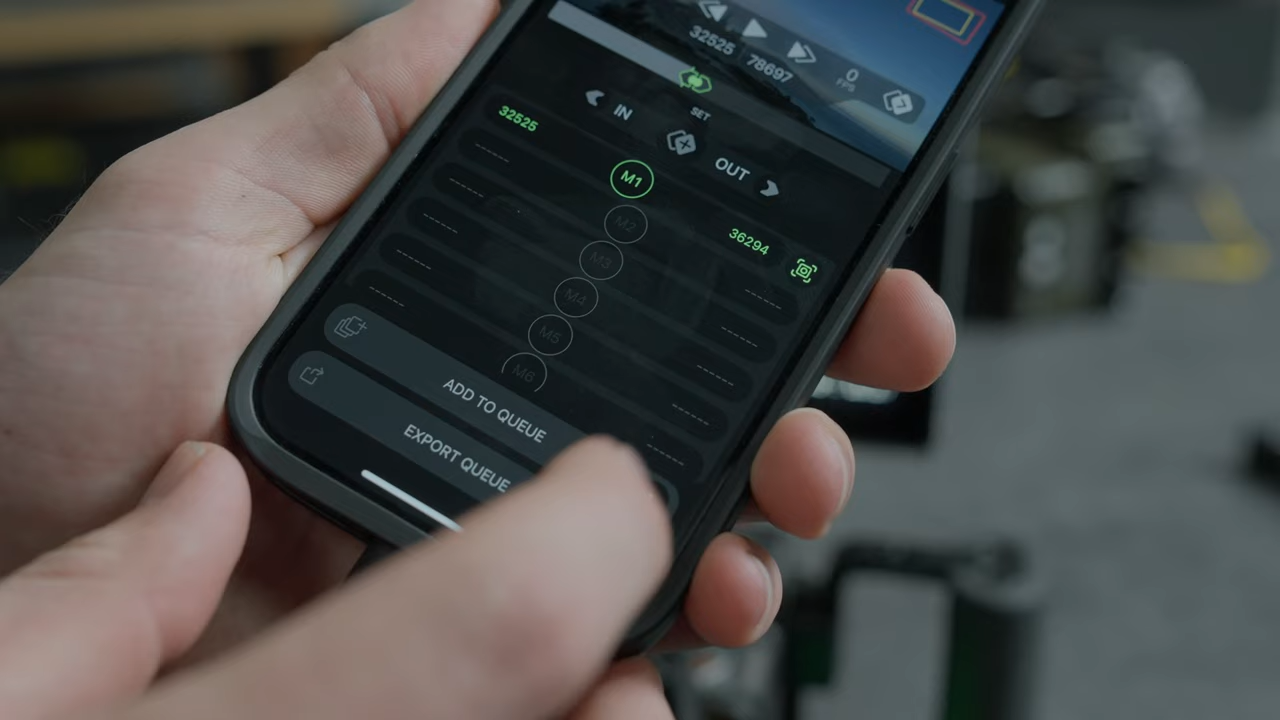 32525 | 78697
0
FPS
SET
IN
OUT
32525
M1
36294
M2
M3
M4
M5
M6
ADD TO QUEUE
EXPORT QUEUE